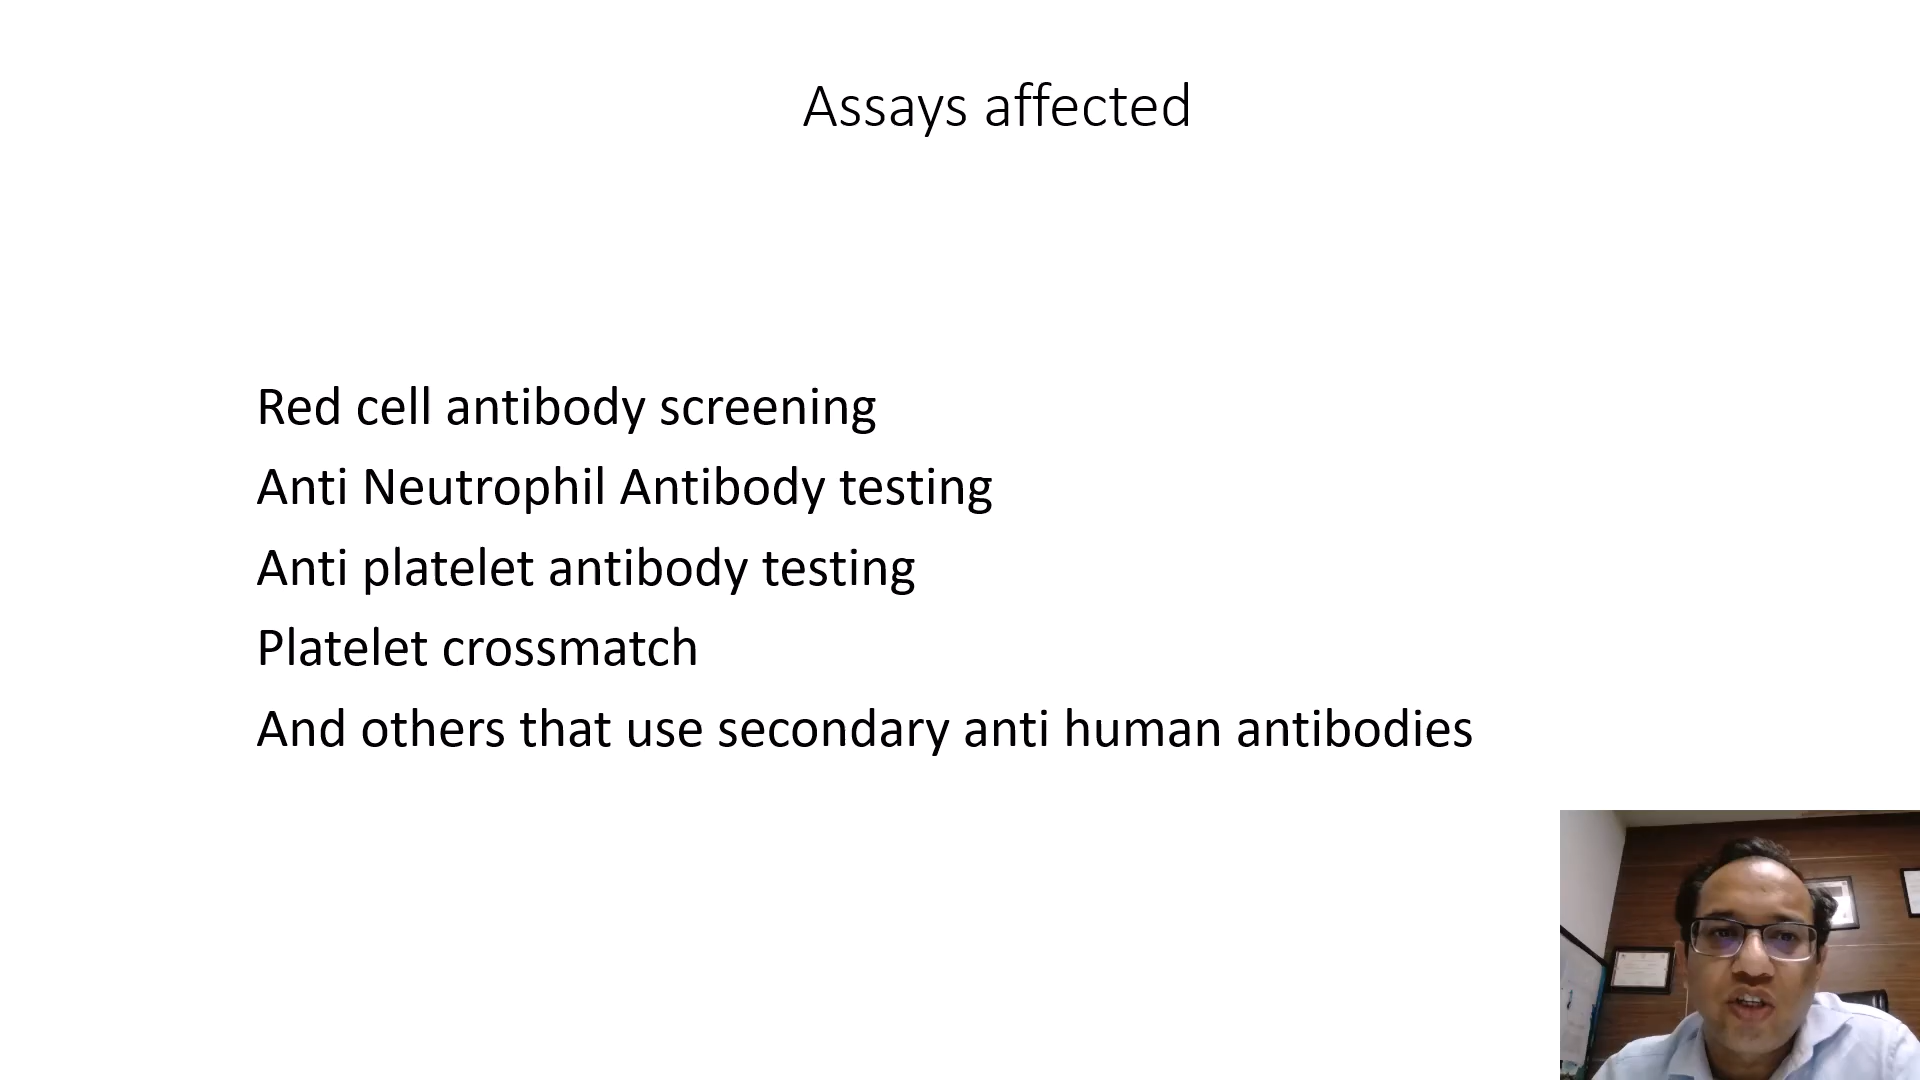 Assays affected
Red cell antibody screening
Anti Neutrophil Antibody testing
Anti platelet antibody testing
Platelet crossmatch
And others that use secondary anti human antibodies